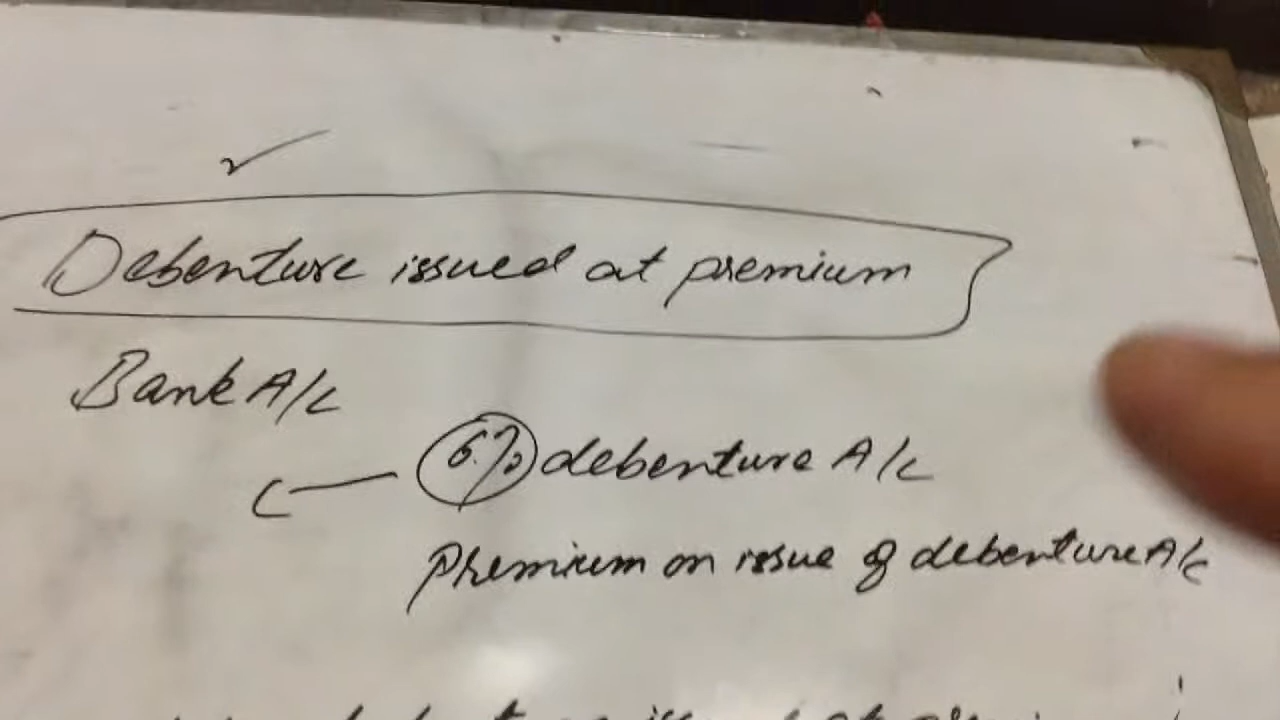 Debenture issued at premium
Bank A/c
6% debenture A/c
Premium on issue of debenture A/c